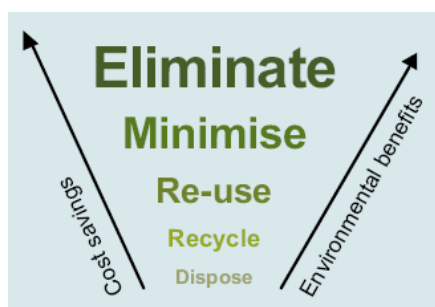 Eliminate
Minimise
Re-use
Recycle
Dispose
Cost savings
Environmental benefits